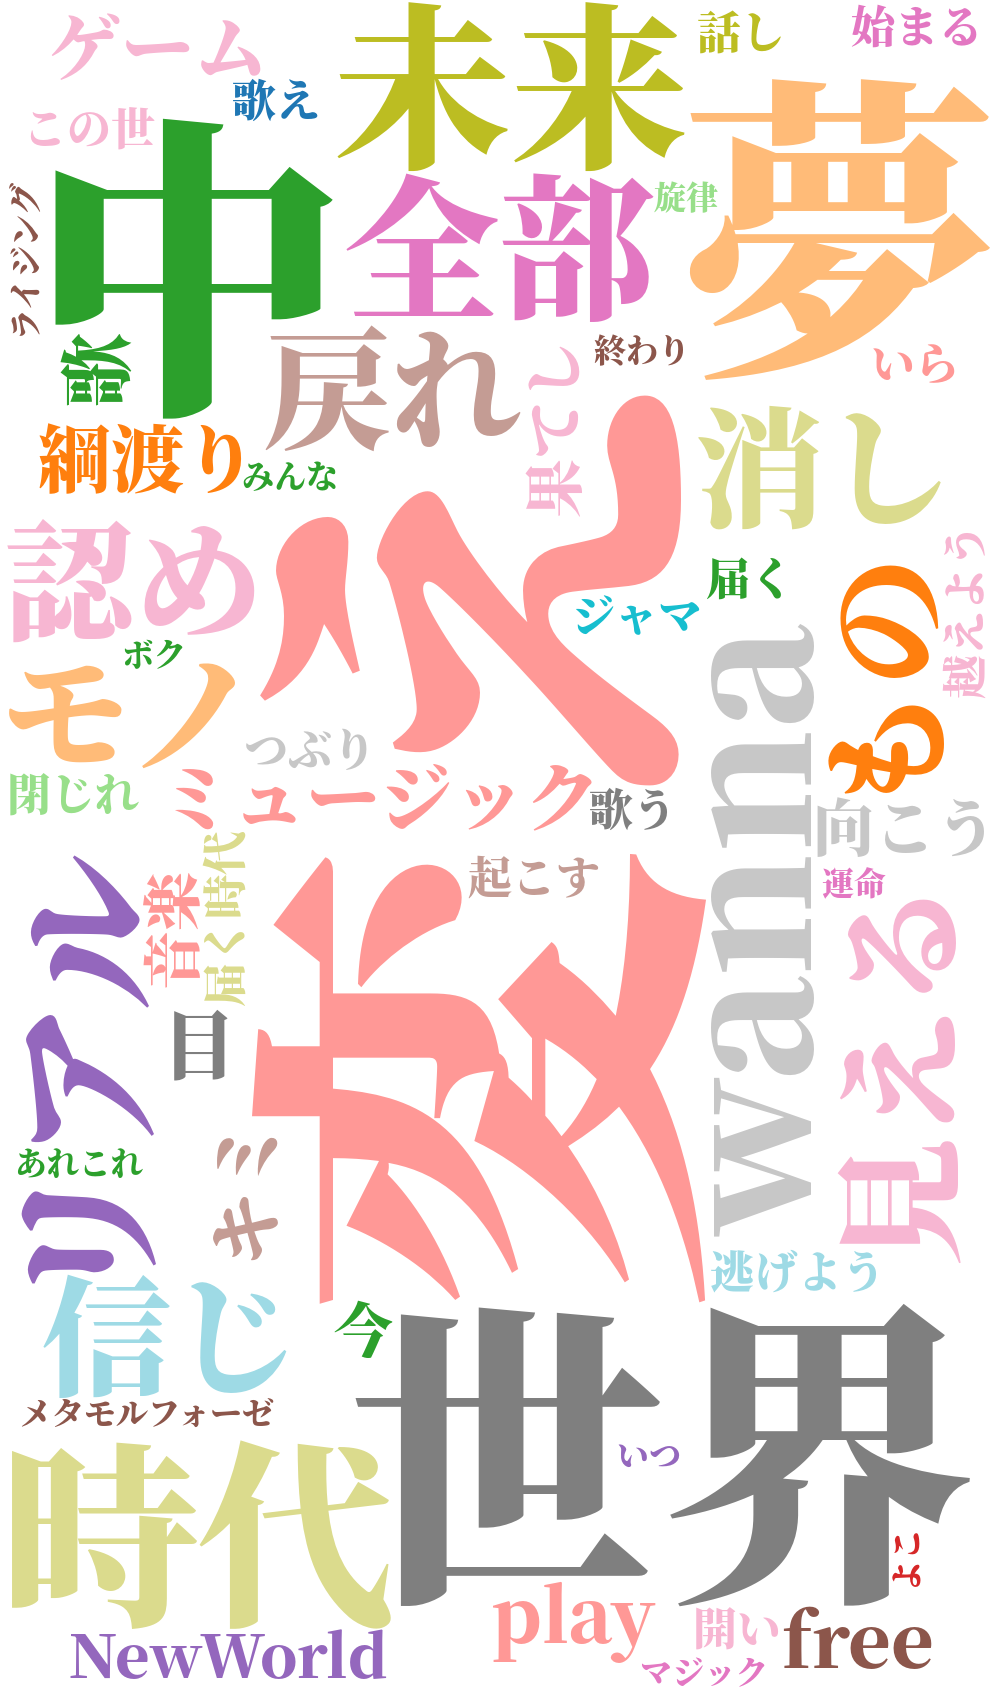 ゲーム
未来
話し
始まる
歌え
この世
中
夢
全部
旋律
ライジング
戻れ
終わり
いら
歌
果てし
綱渡り
みんな
変え
消し
認め
届く
ジャマ
もの
越えよう
ボク
モノ
wanna
つぶり
閉じれ
ミュージック
歌う
向こう
起こす
運命
リアル
音楽
届く時代
見える
目
あれこれ
キミ
逃げよう
信じ
今
世界
メタモルフォーゼ
時代
いつ
よこ
play
開い
free
NewWorld
マジック